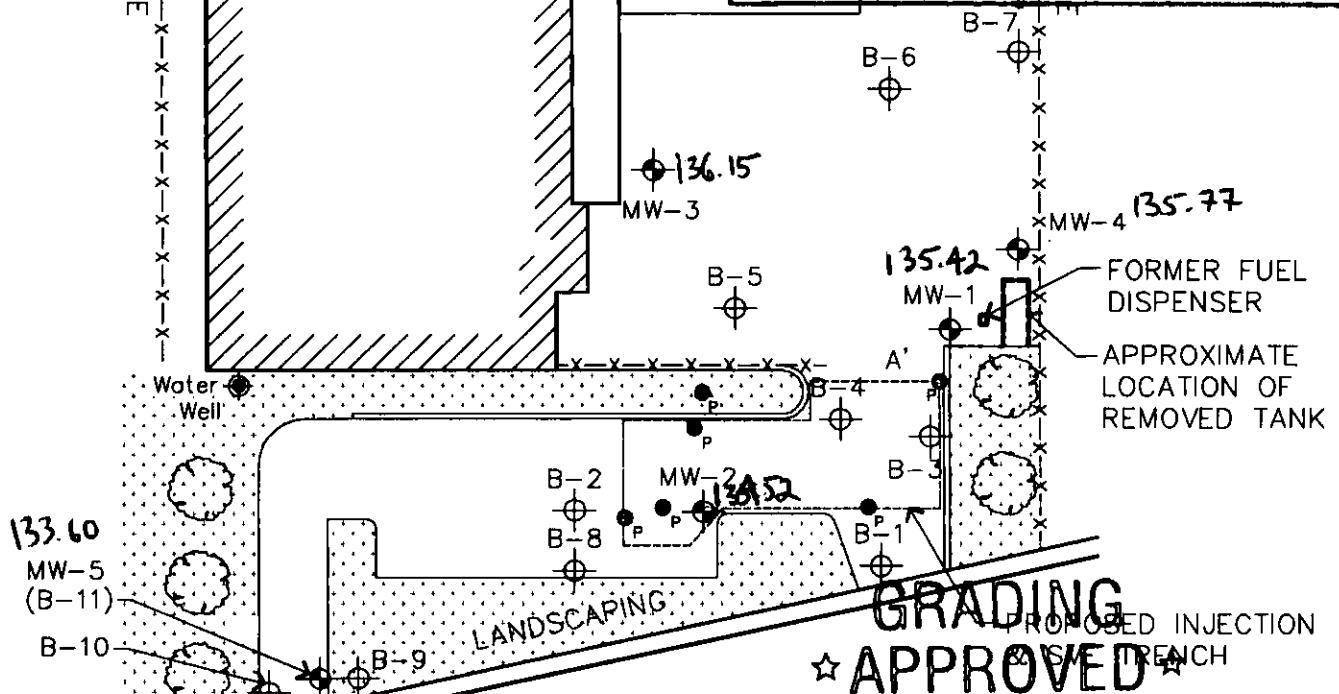 B-7
B-6
136.15
MW-3
MW-4 135.77
135.42
MW-1
FORMER FUEL
DISPENSER
B-5
A'
APPROXIMATE
LOCATION OF
REMOVED TANK
Water
Well
P
B-4
P
P
B-3
B-2
MW-2
P
P
P
B-8
B-1
133.60
MW-5
(B-11)
B-10
B-9
LANDSCAPING
GRADING
☆ APPROVED ☆
PROPOSED INJECTION
TRENCH